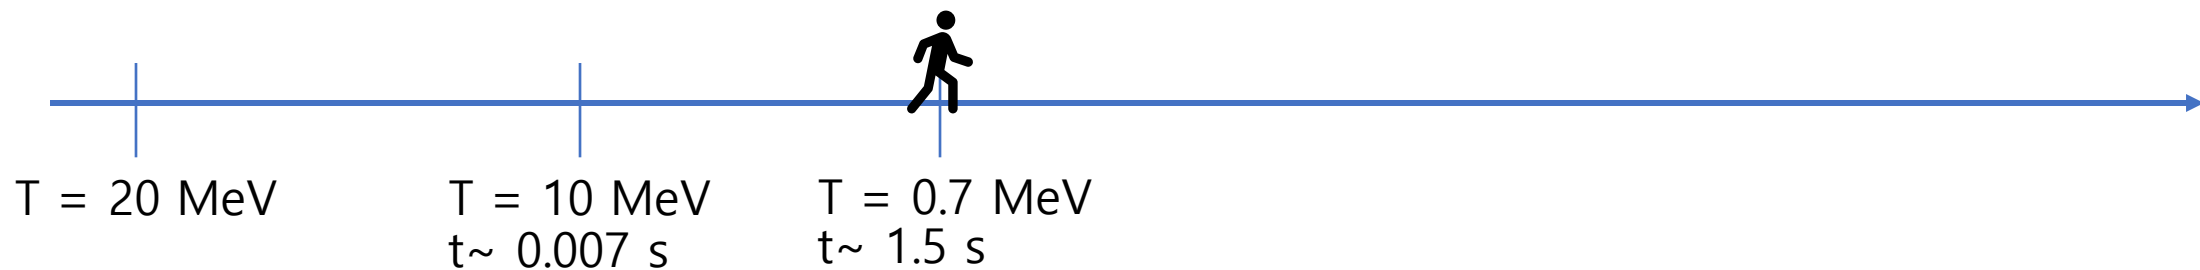 T = 20 MeV
T = 10 MeV
t~ 0.007 s
T = 0.7 MeV
t~ 1.5 s